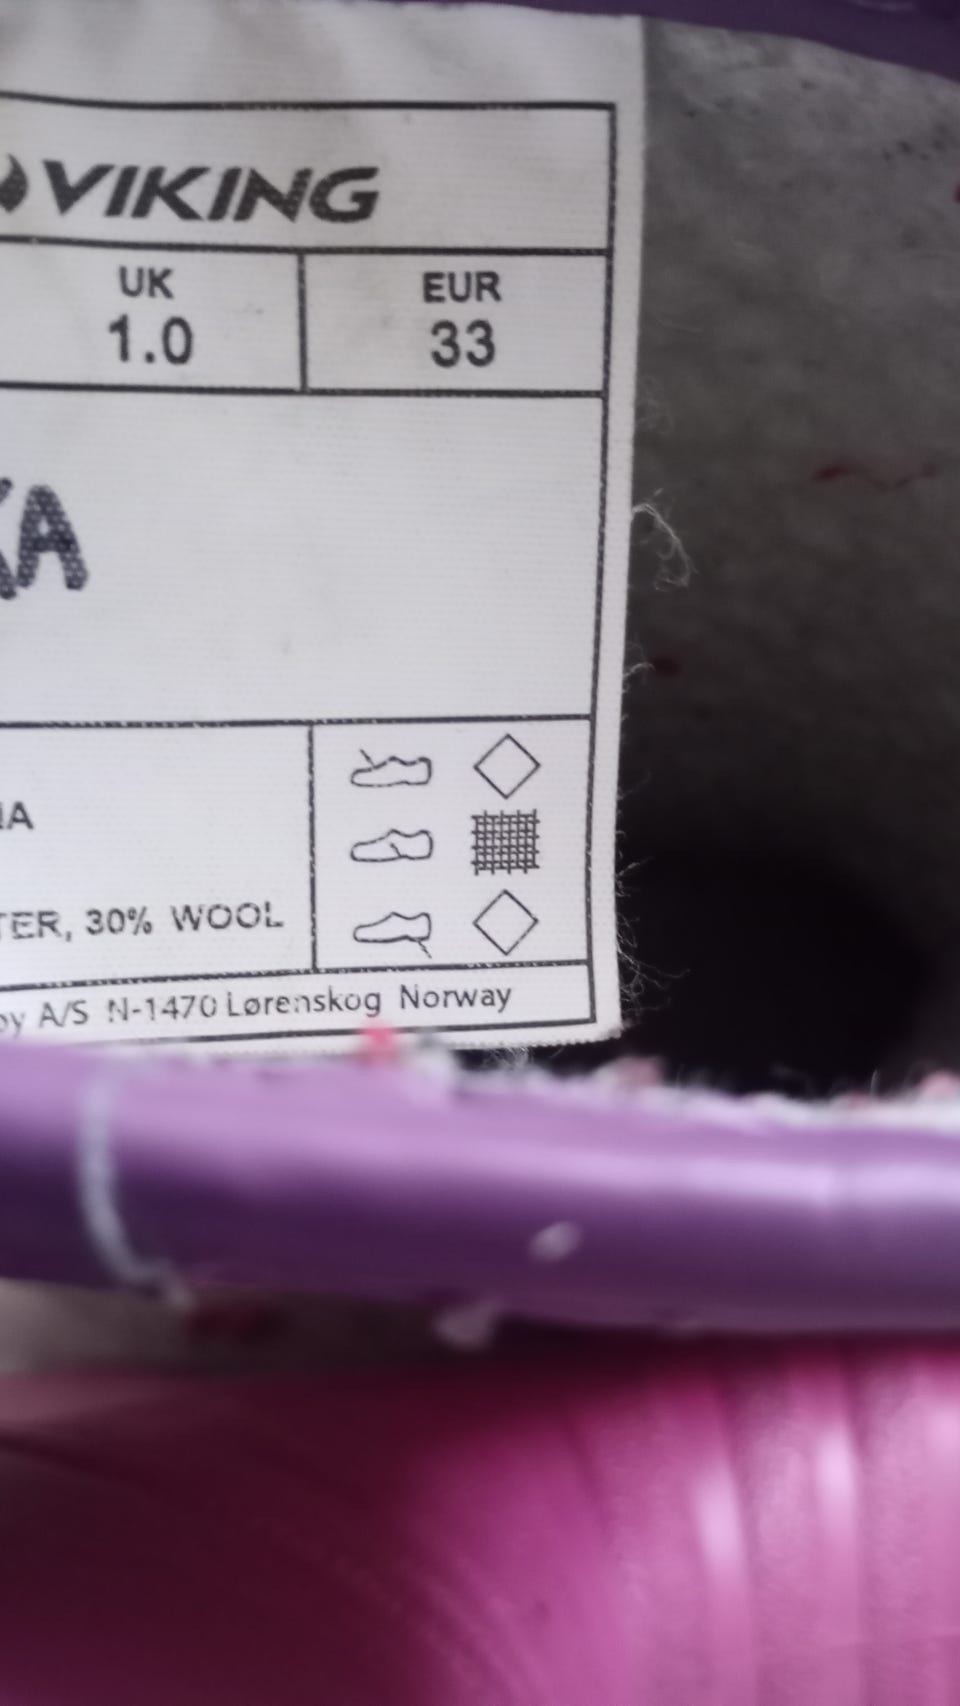 VIKING
UK EUR
1.0 33
KA
IA
TER, 30% WOOL
by A/S N-1470 Lørenskog Norway